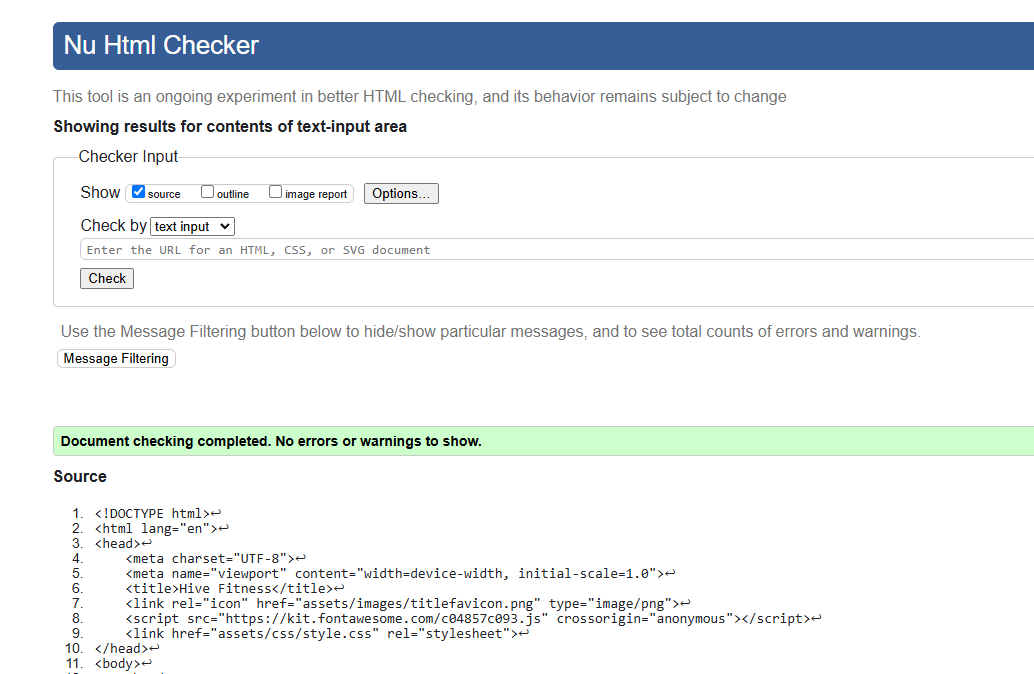 Nu Html Checker
This tool is an ongoing experiment in better HTML checking, and its behavior remains subject to change
Showing results for contents of text-input area
Checker Input
Show source outline image report Options...
Check by text input
Enter the URL for an HTML, CSS, or SVG document
Check
Use the Message Filtering button below to hide/show particular messages, and to see total counts of errors and warnings.
Message Filtering
Document checking completed. No errors or warnings to show.
Source
1. <!DOCTYPE html>↩
2. <html lang="en">↩
3. <head>↩
4.     <meta charset="UTF-8">↩
5.     <meta name="viewport" content="width=device-width, initial-scale=1.0">↩
6.     <title>Hive Fitness</title>↩
7.     <link rel="icon" href="assets/images/titlefavicon.png" type="image/png">↩
8.     <script src="https://kit.fontawesome.com/c04857c093.js" crossorigin="anonymous"></script>↩
9.     <link href="assets/css/style.css" rel="stylesheet">↩
10. </head>↩
11. <body>↩